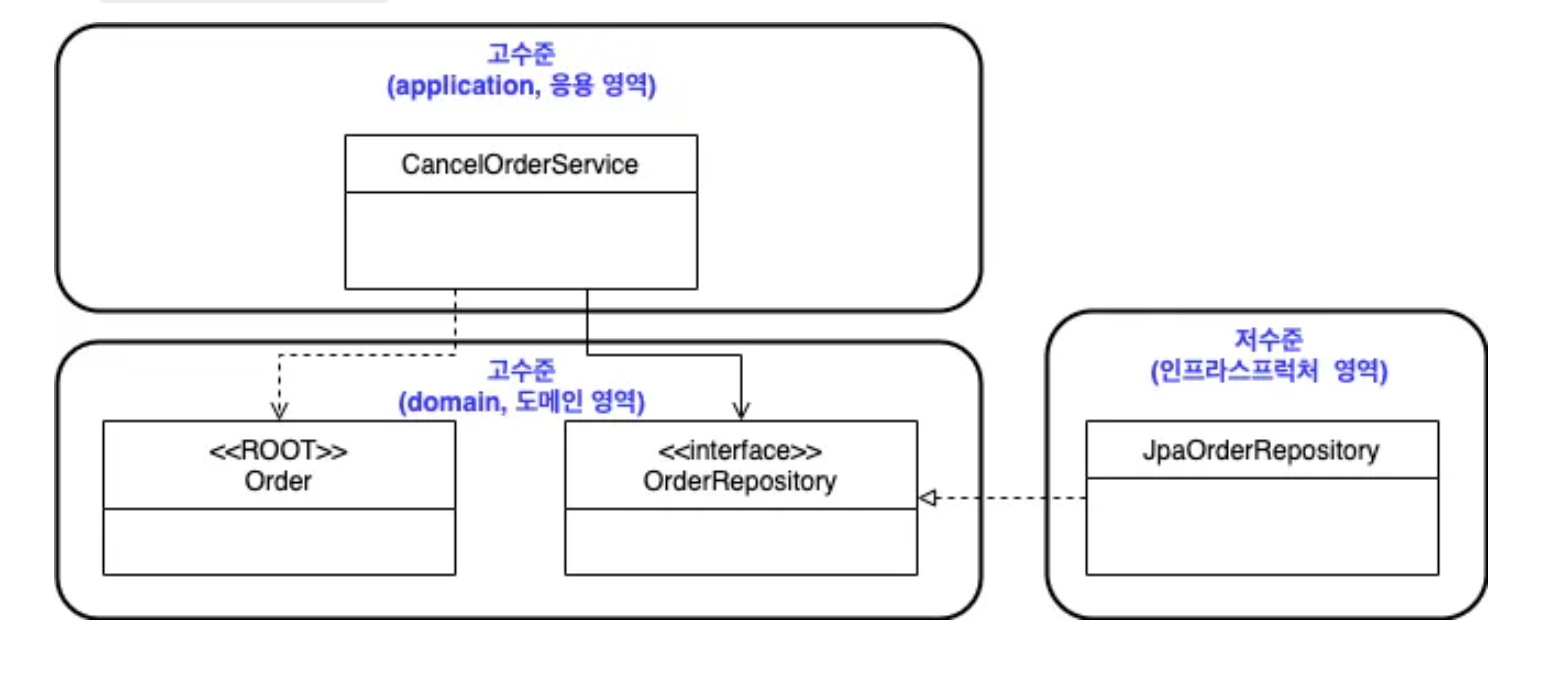 고수준
(application, 응용 영역)
CancelOrderService
고수준
(domain, 도메인 영역)
<<ROOT>>
Order
<<interface>>
OrderRepository
저수준
(인프라스프럭처 영역)
JpaOrderRepository